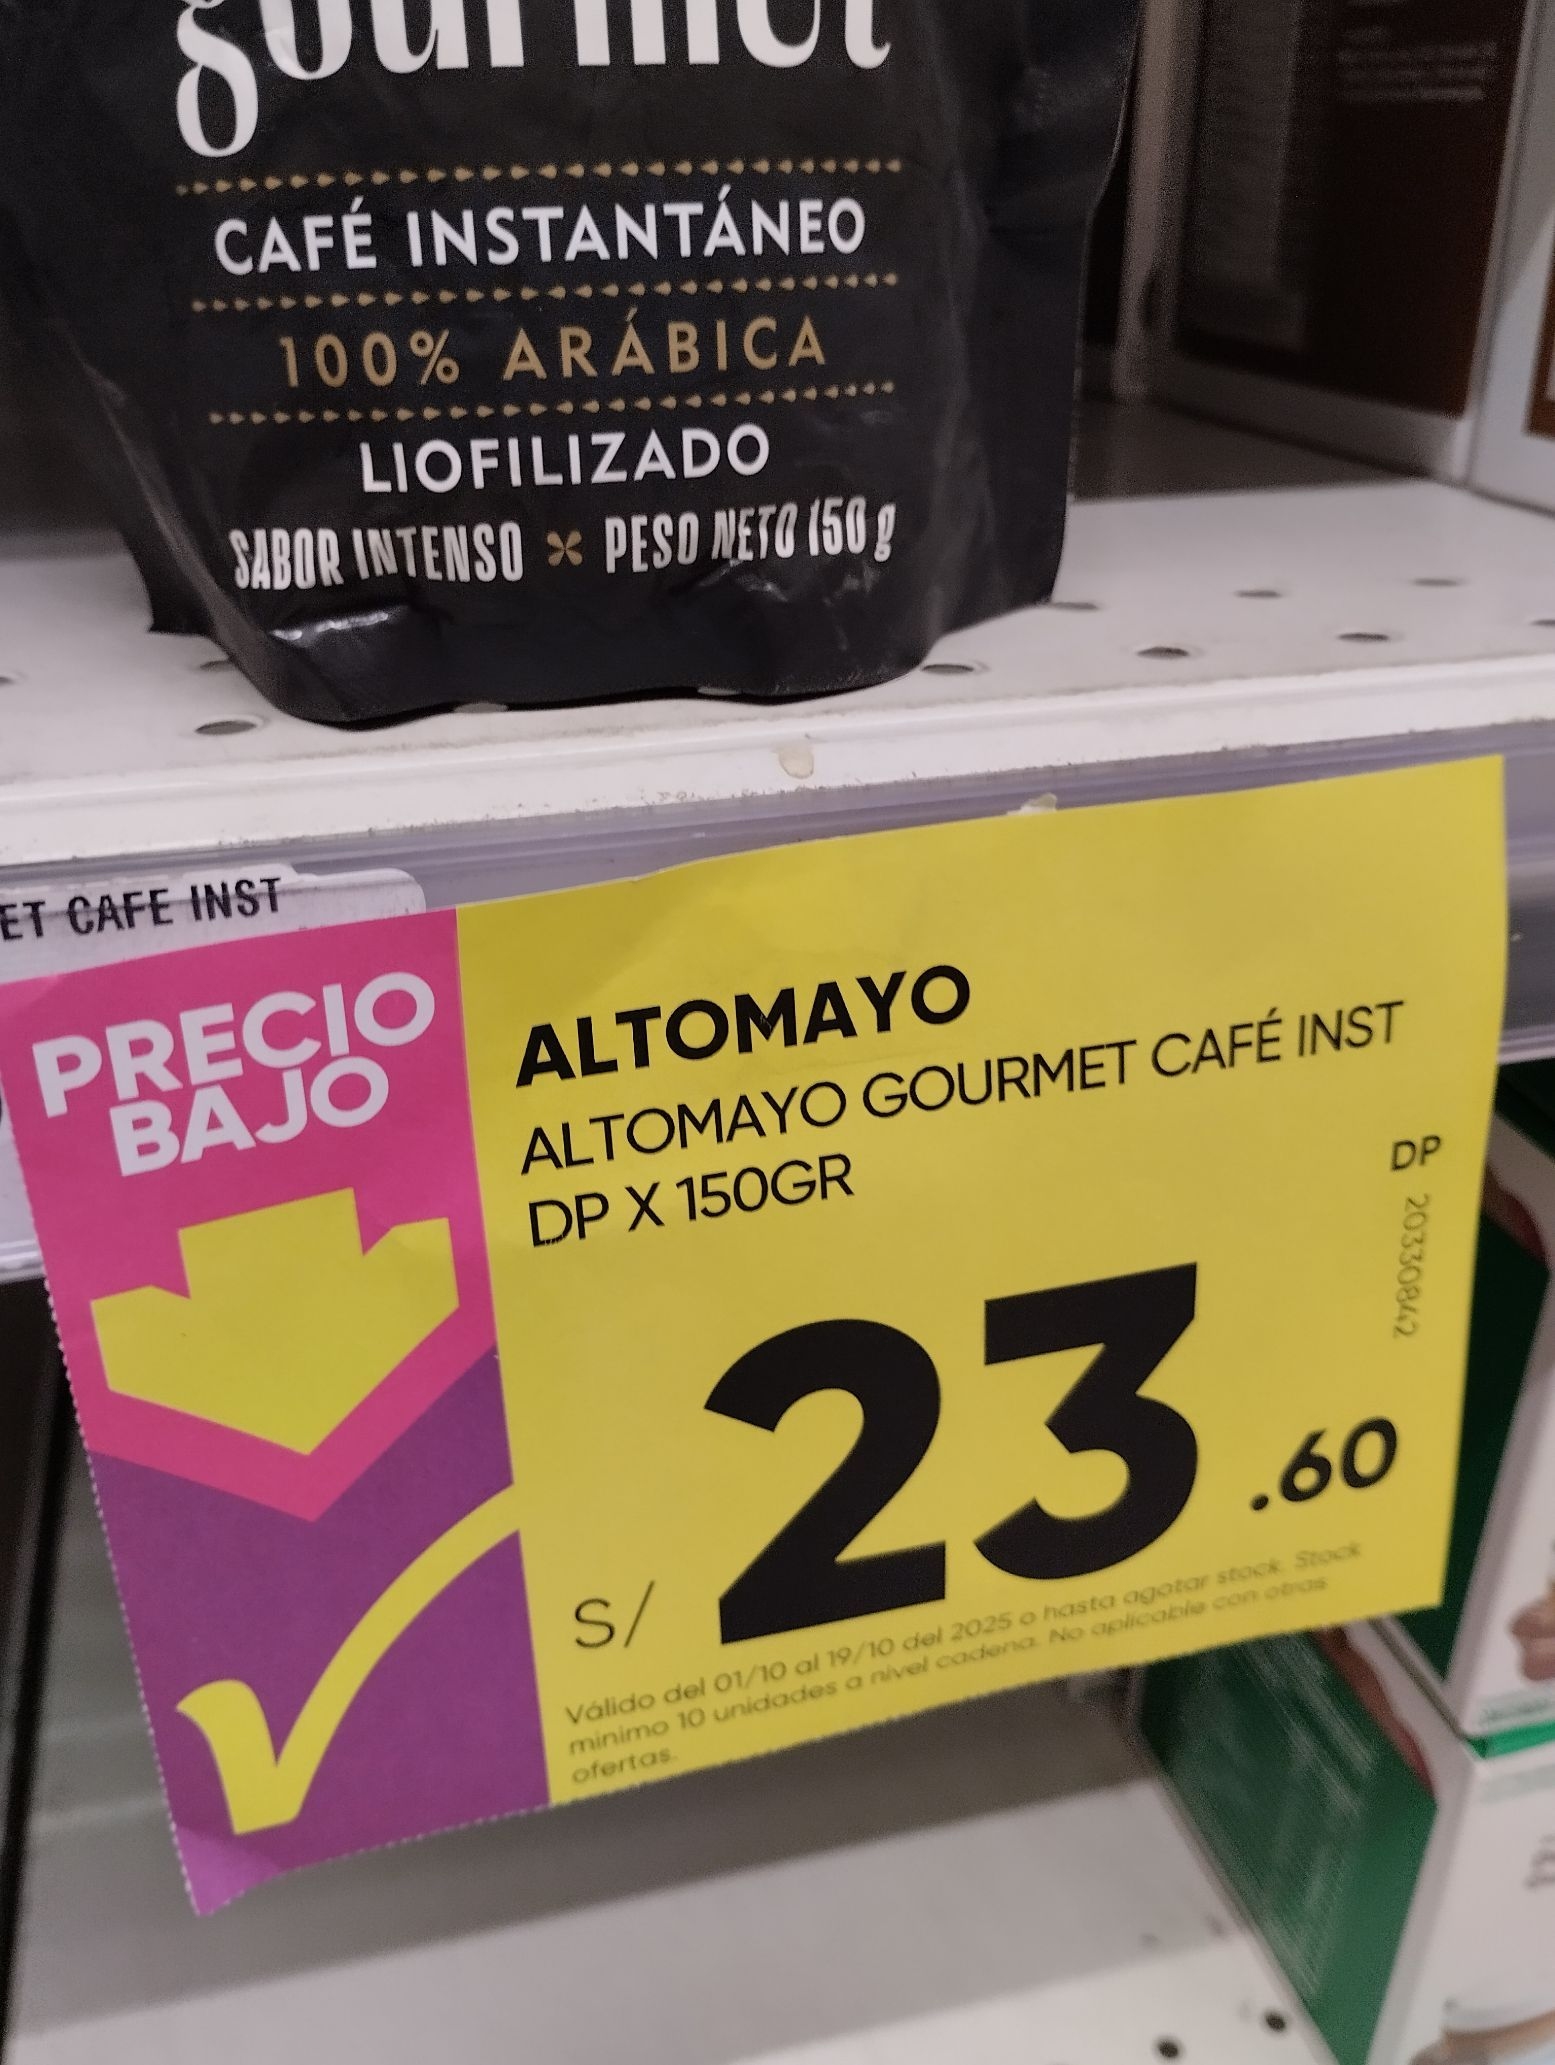 gourmet
CAFÉ INSTANTÁNEO
100% ARÁBICA
LIOFILIZADO
SABOR INTENSO PESO NETO 150 g
ET CAFE INST
PRECIO
BAJO
ALTOMAYO
ALTOMAYO GOURMET CAFÉ INST
DP X 150GR
DP
20330842
S/ 23.60
Válido del 01/10 al 19/10 del 2025 o hasta agotar stock. Stock
minimo 10 unidades a nivel cadena. No aplicable con otras
ofertas.